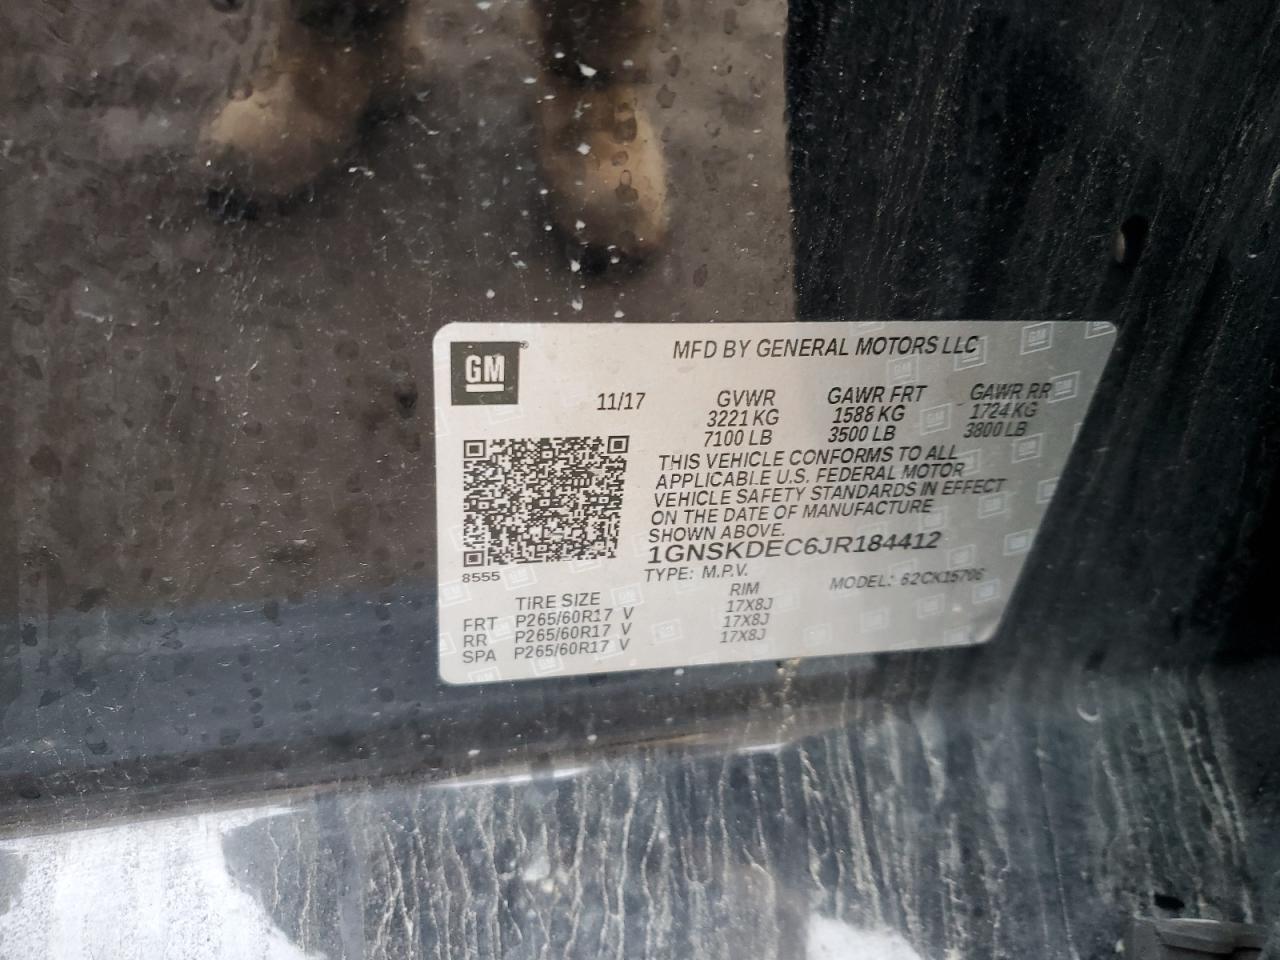 GM®
MFD BY GENERAL MOTORS LLC
11/17 GVWR GAWR FRT GAWR RR
3221 KG 1588 KG 1724 KG
7100 LB 3500 LB 3800 LB
THIS VEHICLE CONFORMS TO ALL
APPLICABLE U.S. FEDERAL MOTOR
VEHICLE SAFETY STANDARDS IN EFFECT
ON THE DATE OF MANUFACTURE
SHOWN ABOVE.
1GNSKDEC6JR184412
8555
TYPE: M.P.V. MODEL: 62CK15706
TIRE SIZE RIM
FRT P265/60R17 V 17X8J
RR P265/60R17 V 17X8J
SPA P265/60R17 V 17X8J